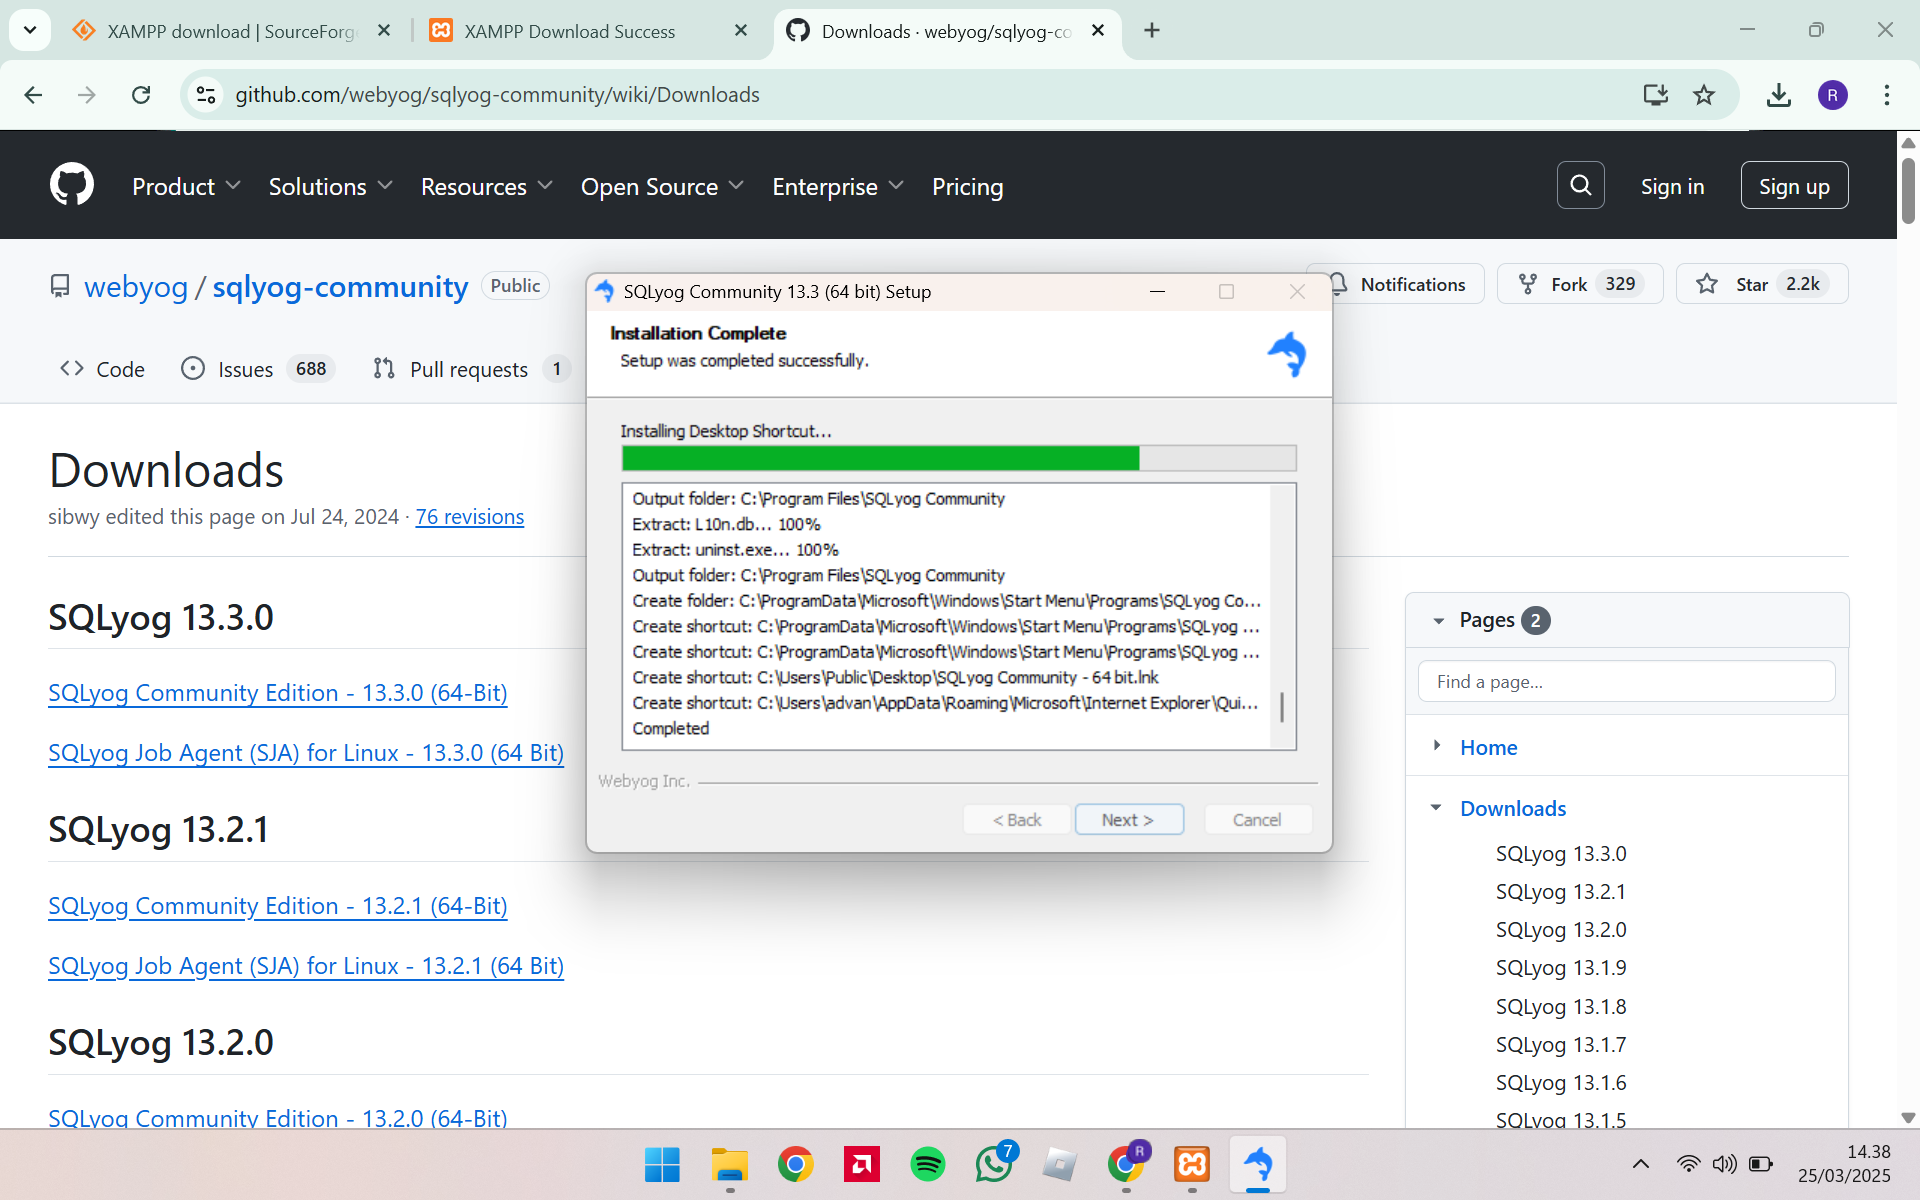 XAMPP download | SourceForge
XAMPP Download Success
Downloads · webyog/sqlyog-co
github.com/webyog/sqlyog-community/wiki/Downloads
R
Product
Solutions
Resources
Open Source
Enterprise
Pricing
Sign in
Sign up
webyog / sqlyog-community Public
Notifications
Fork 329
Star 2.2k
Code
Issues 688
Pull requests 1
SQLyog Community 13.3 (64 bit) Setup
Installation Complete
Setup was completed successfully.
Installing Desktop Shortcut...
Output folder: C:\Program Files\SQLyog Community
Extract: L10n.db... 100%
Extract: uninst.exe... 100%
Output folder: C:\Program Files\SQLyog Community
Create folder: C:\ProgramData\Microsoft\Windows\Start Menu\Programs\SQLyog Co...
Create shortcut: C:\ProgramData\Microsoft\Windows\Start Menu\Programs\SQLyog ...
Create shortcut: C:\ProgramData\Microsoft\Windows\Start Menu\Programs\SQLyog ...
Create shortcut: C:\Users\Public\Desktop\SQLyog Community - 64 bit.lnk
Create shortcut: C:\Users\advan\AppData\Roaming\Microsoft\Internet Explorer\Qui...
Completed
Webyog Inc.
< Back
Next >
Cancel
Downloads
sibwy edited this page on Jul 24, 2024 · 76 revisions
SQLyog 13.3.0
SQLyog Community Edition - 13.3.0 (64-Bit)
SQLyog Job Agent (SJA) for Linux - 13.3.0 (64 Bit)
SQLyog 13.2.1
SQLyog Community Edition - 13.2.1 (64-Bit)
SQLyog Job Agent (SJA) for Linux - 13.2.1 (64 Bit)
SQLyog 13.2.0
SQLyog Community Edition - 13.2.0 (64-Bit)
Pages 2
Find a page...
Home
Downloads
SQLyog 13.3.0
SQLyog 13.2.1
SQLyog 13.2.0
SQLyog 13.1.9
SQLyog 13.1.8
SQLyog 13.1.7
SQLyog 13.1.6
SQLyog 13.1.5
7
R
14.38
25/03/2025